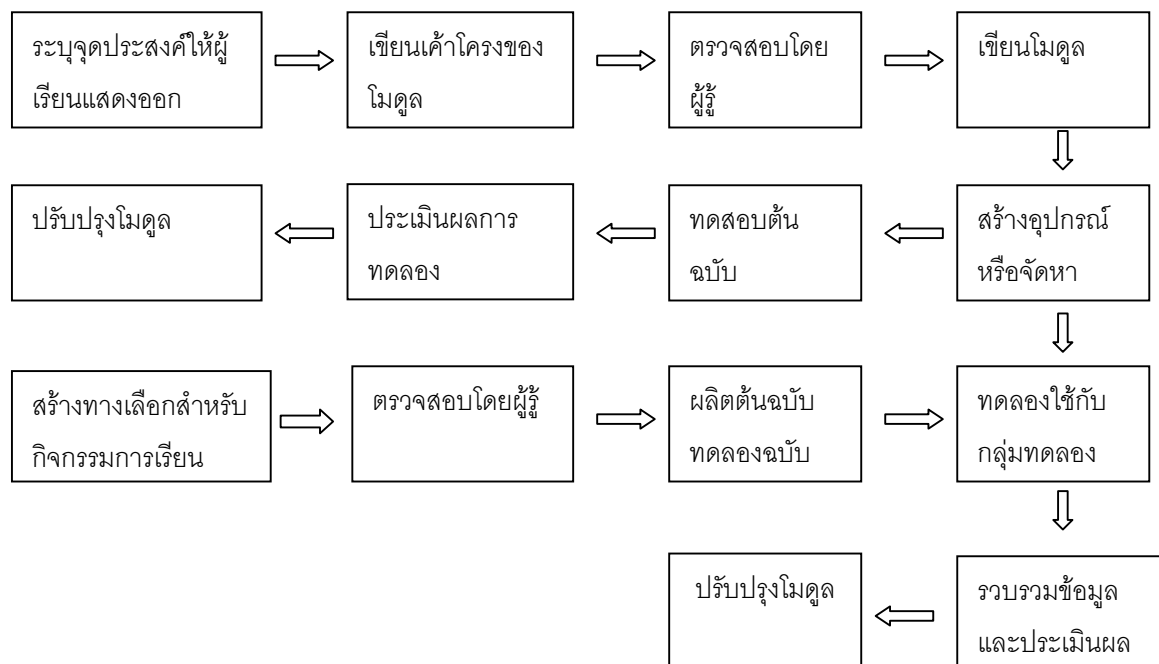 ระบุจุดประสงค์ให้ผู้
เรียนแสดงออก
เขียนเค้าโครงของ
โมดูล
ตรวจสอบโดย
ผู้รู้
เขียนโมดูล
ปรับปรุงโมดูล
ประเมินผลการ
ทดลอง
ทดสอบต้น
ฉบับ
สร้างอุปกรณ์
หรือจัดหา
สร้างทางเลือกสำหรับ
กิจกรรมการเรียน
ตรวจสอบโดยผู้รู้
ผลิตต้นฉบับ
ทดลองฉบับ
ทดลองใช้กับ
กลุ่มทดลอง
ปรับปรุงโมดูล
รวบรวมข้อมูล
และประเมินผล